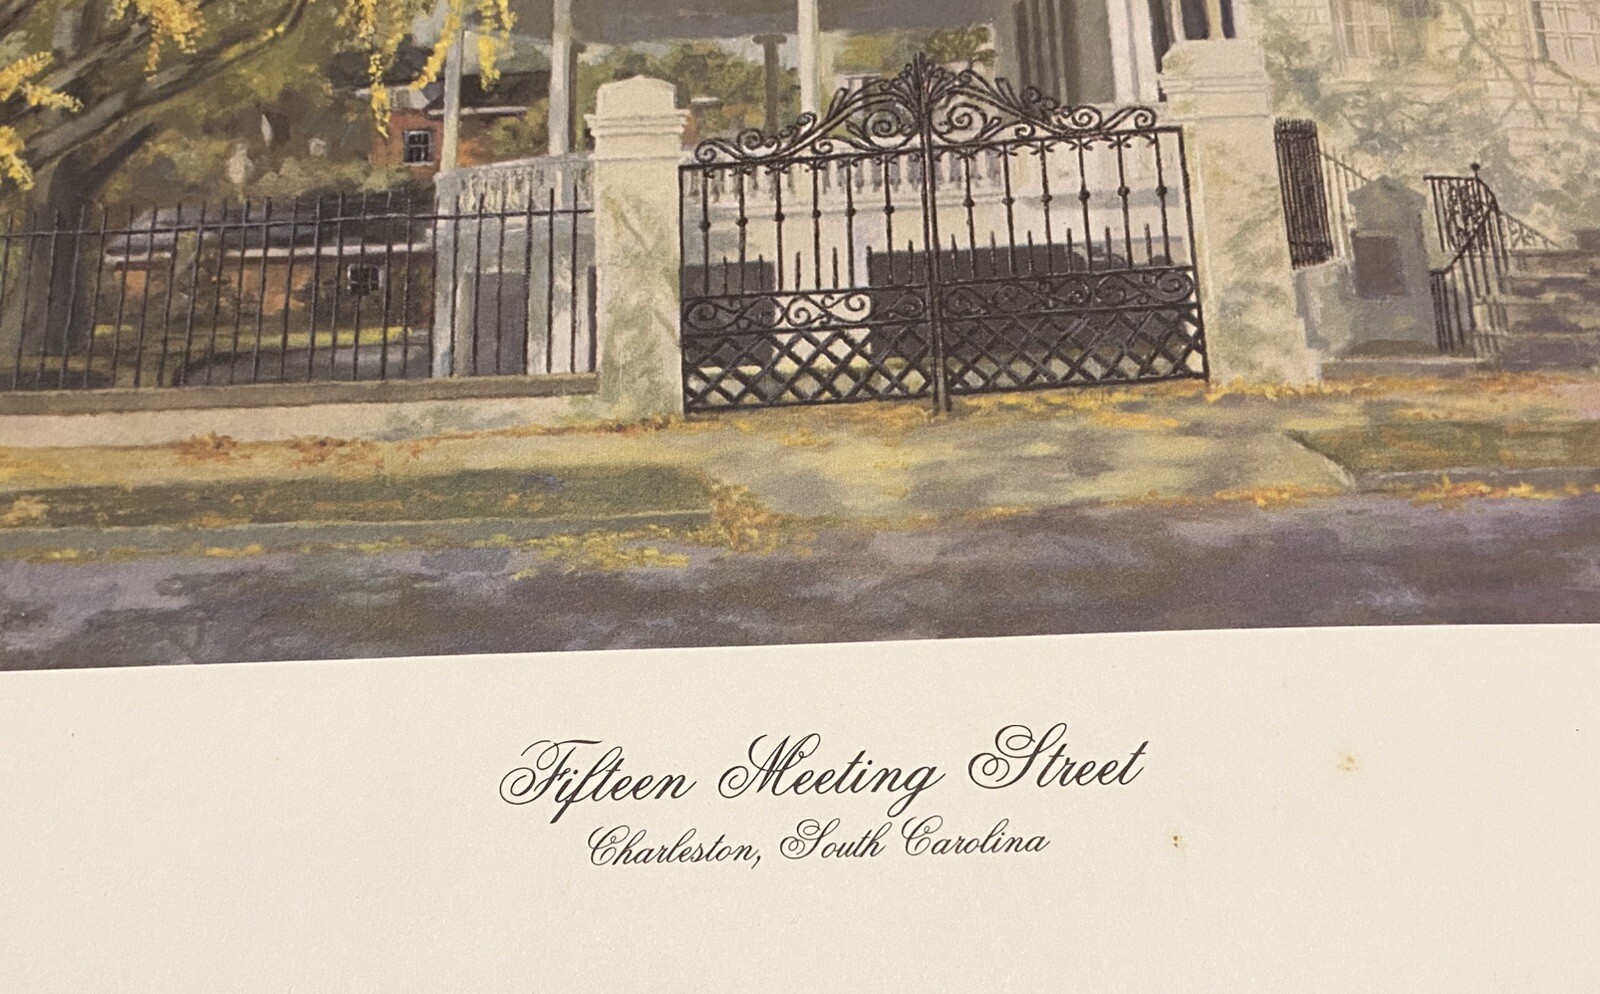 Fifteen Meeting Street
Charleston, South Carolina